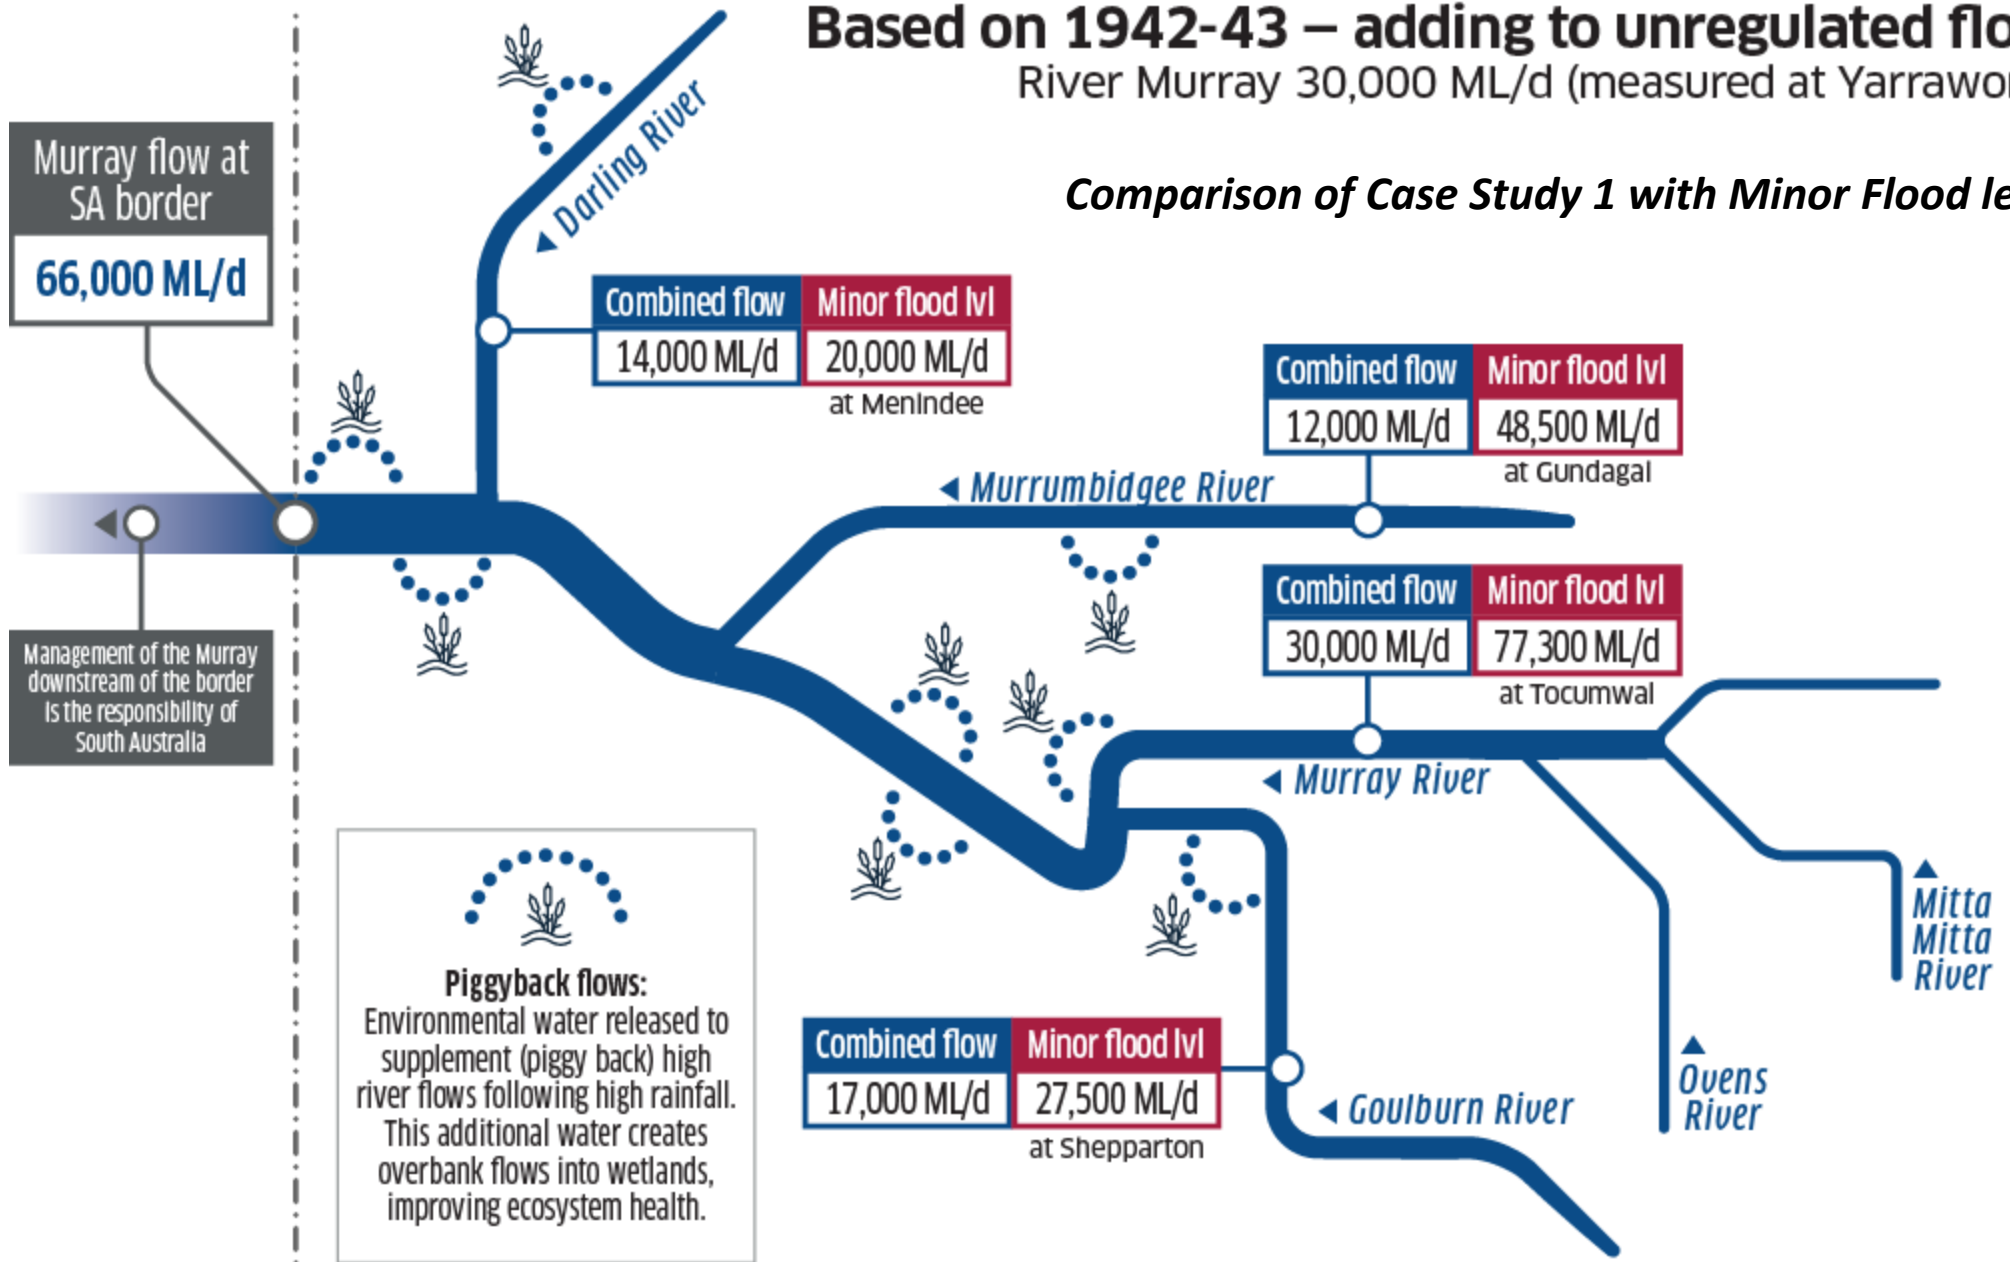 Based on 1942-43 – adding to unregulated flo
River Murray 30,000 ML/d (measured at Yarrawo
Comparison of Case Study 1 with Minor Flood le
Murray flow at
SA border
66,000 ML/d
Darling River
Combined flow
Minor flood lvl
14,000 ML/d
20,000 ML/d
at Menindee
Combined flow
Minor flood lvl
12,000 ML/d
48,500 ML/d
at Gundagai
Murrumbidgee River
Combined flow
Minor flood lvl
30,000 ML/d
77,300 ML/d
at Tocumwal
Murray River
Management of the Murray
downstream of the border
is the responsibility of
South Australia
Mitta
Mitta
River
Ovens
River
Piggyback flows:
Environmental water released to
supplement (piggy back) high
river flows following high rainfall.
This additional water creates
overbank flows into wetlands,
improving ecosystem health.
Combined flow
Minor flood lvl
17,000 ML/d
27,500 ML/d
at Shepparton
Goulburn River